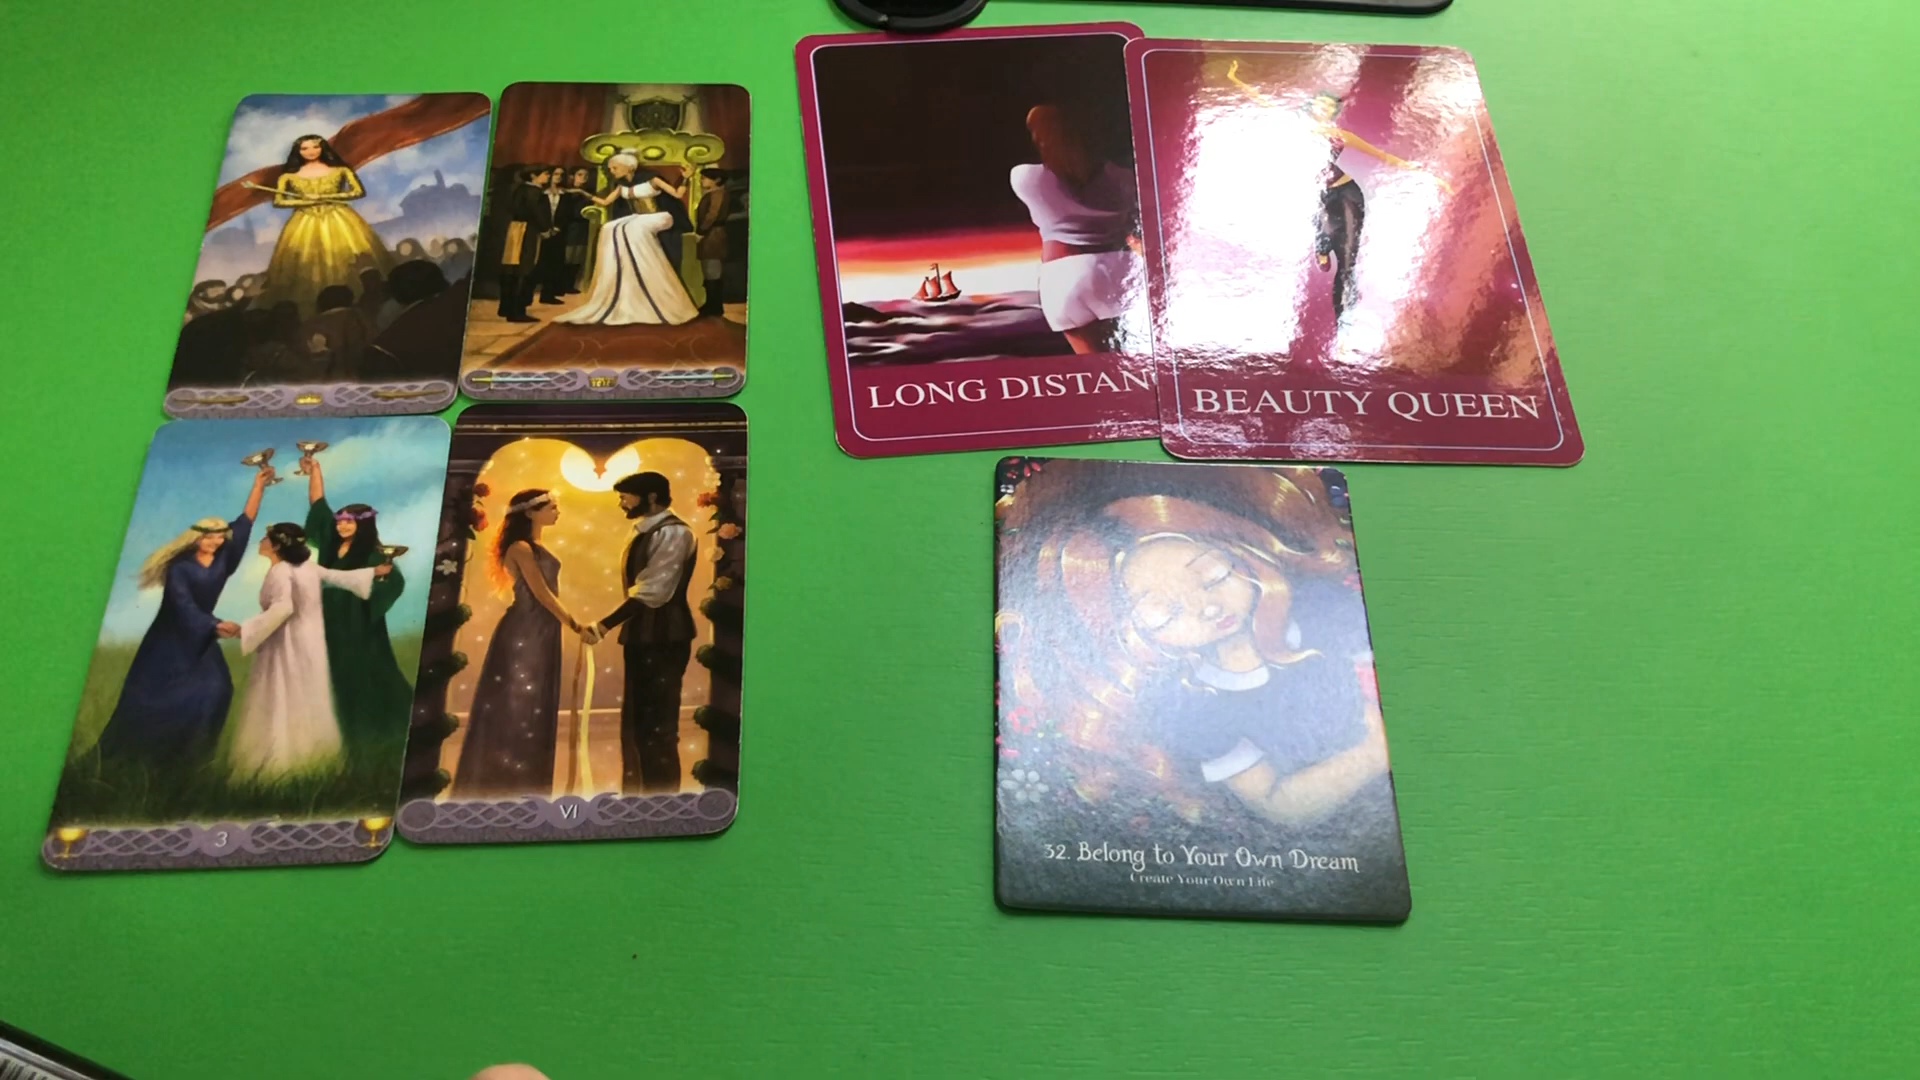 LONG DISTAN
BEAUTY QUEEN
3
VI
32. Belong to Your Own Dream
Create Your Own Life